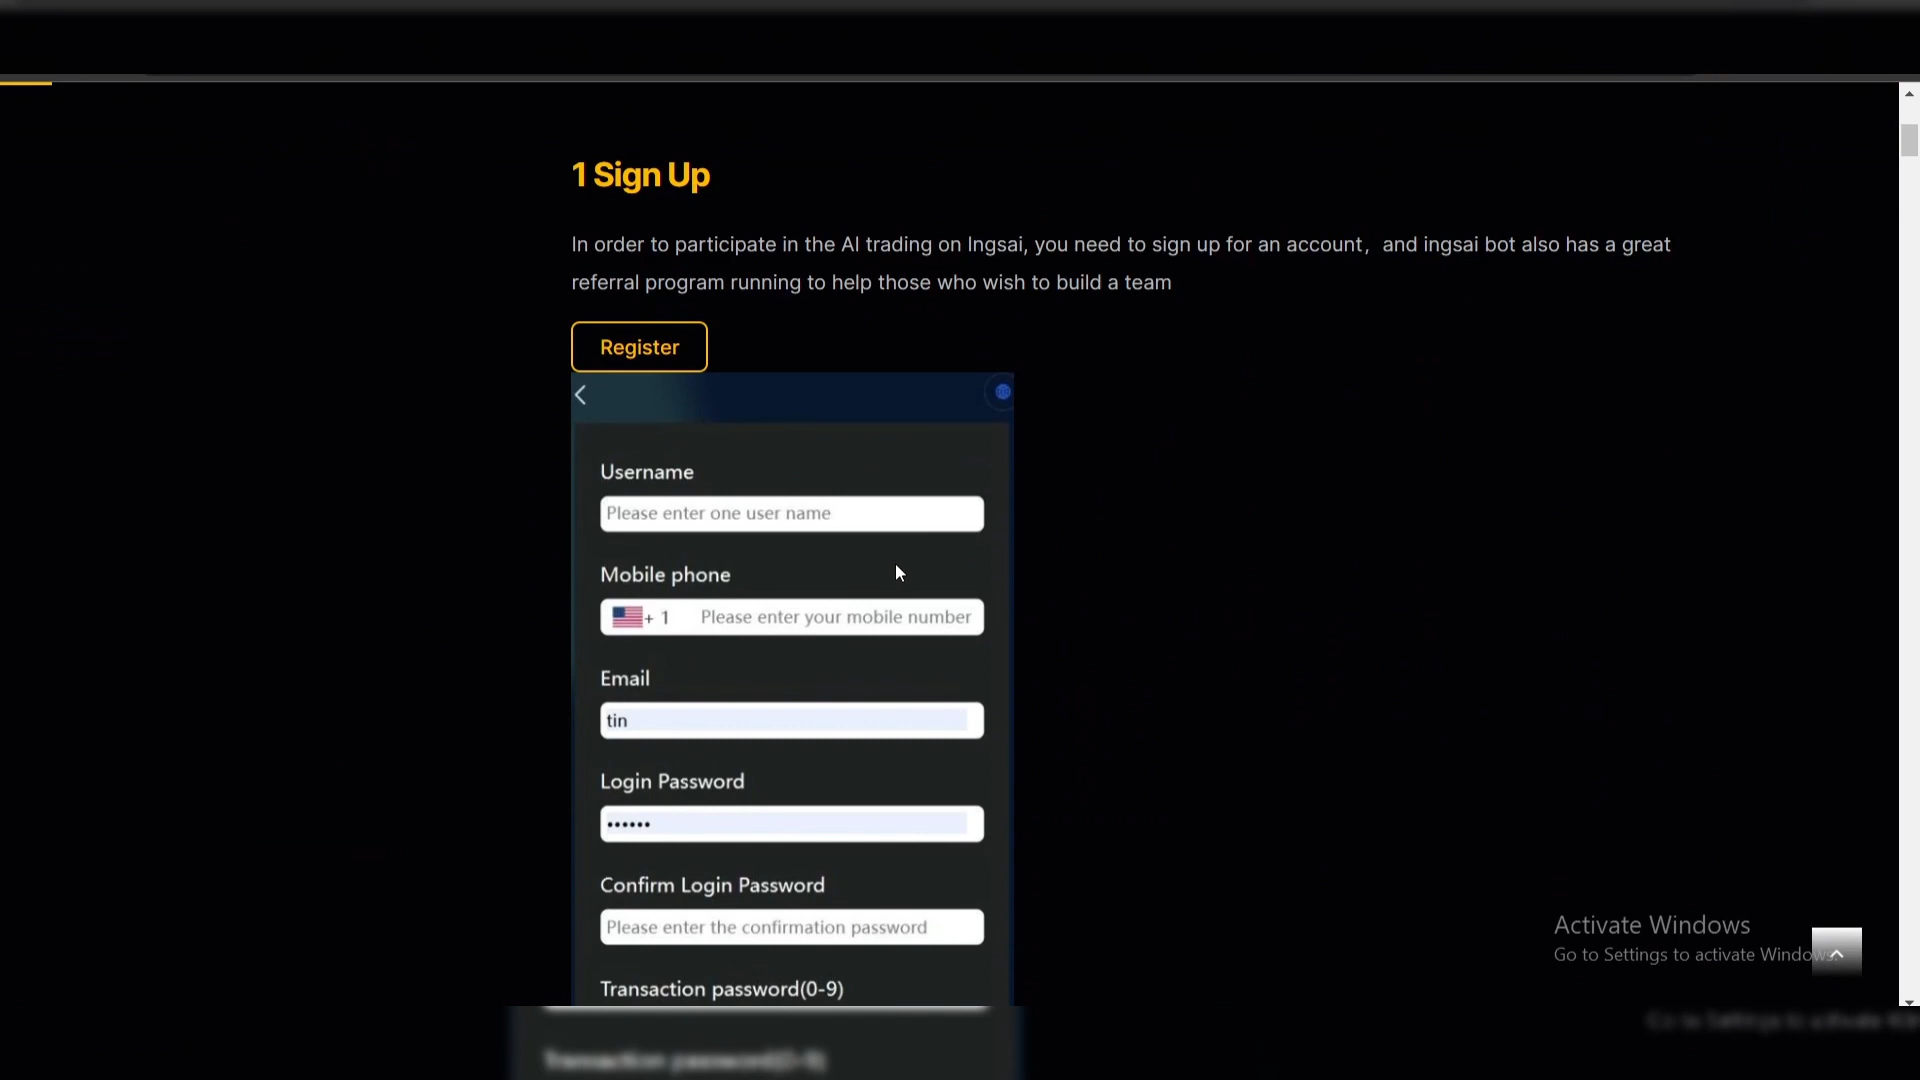 1 Sign Up
In order to participate in the AI trading on Ingsai, you need to sign up for an account, and ingsai bot also has a great
referral program running to help those who wish to build a team
Register
Username
Please enter one user name
Mobile phone
+ 1 Please enter your mobile number
Email
tin
Login Password
••••••
Confirm Login Password
Please enter the confirmation password
Transaction password(0-9)
Activate Windows
Go to Settings to activate Windows.
Transaction password(0-9)